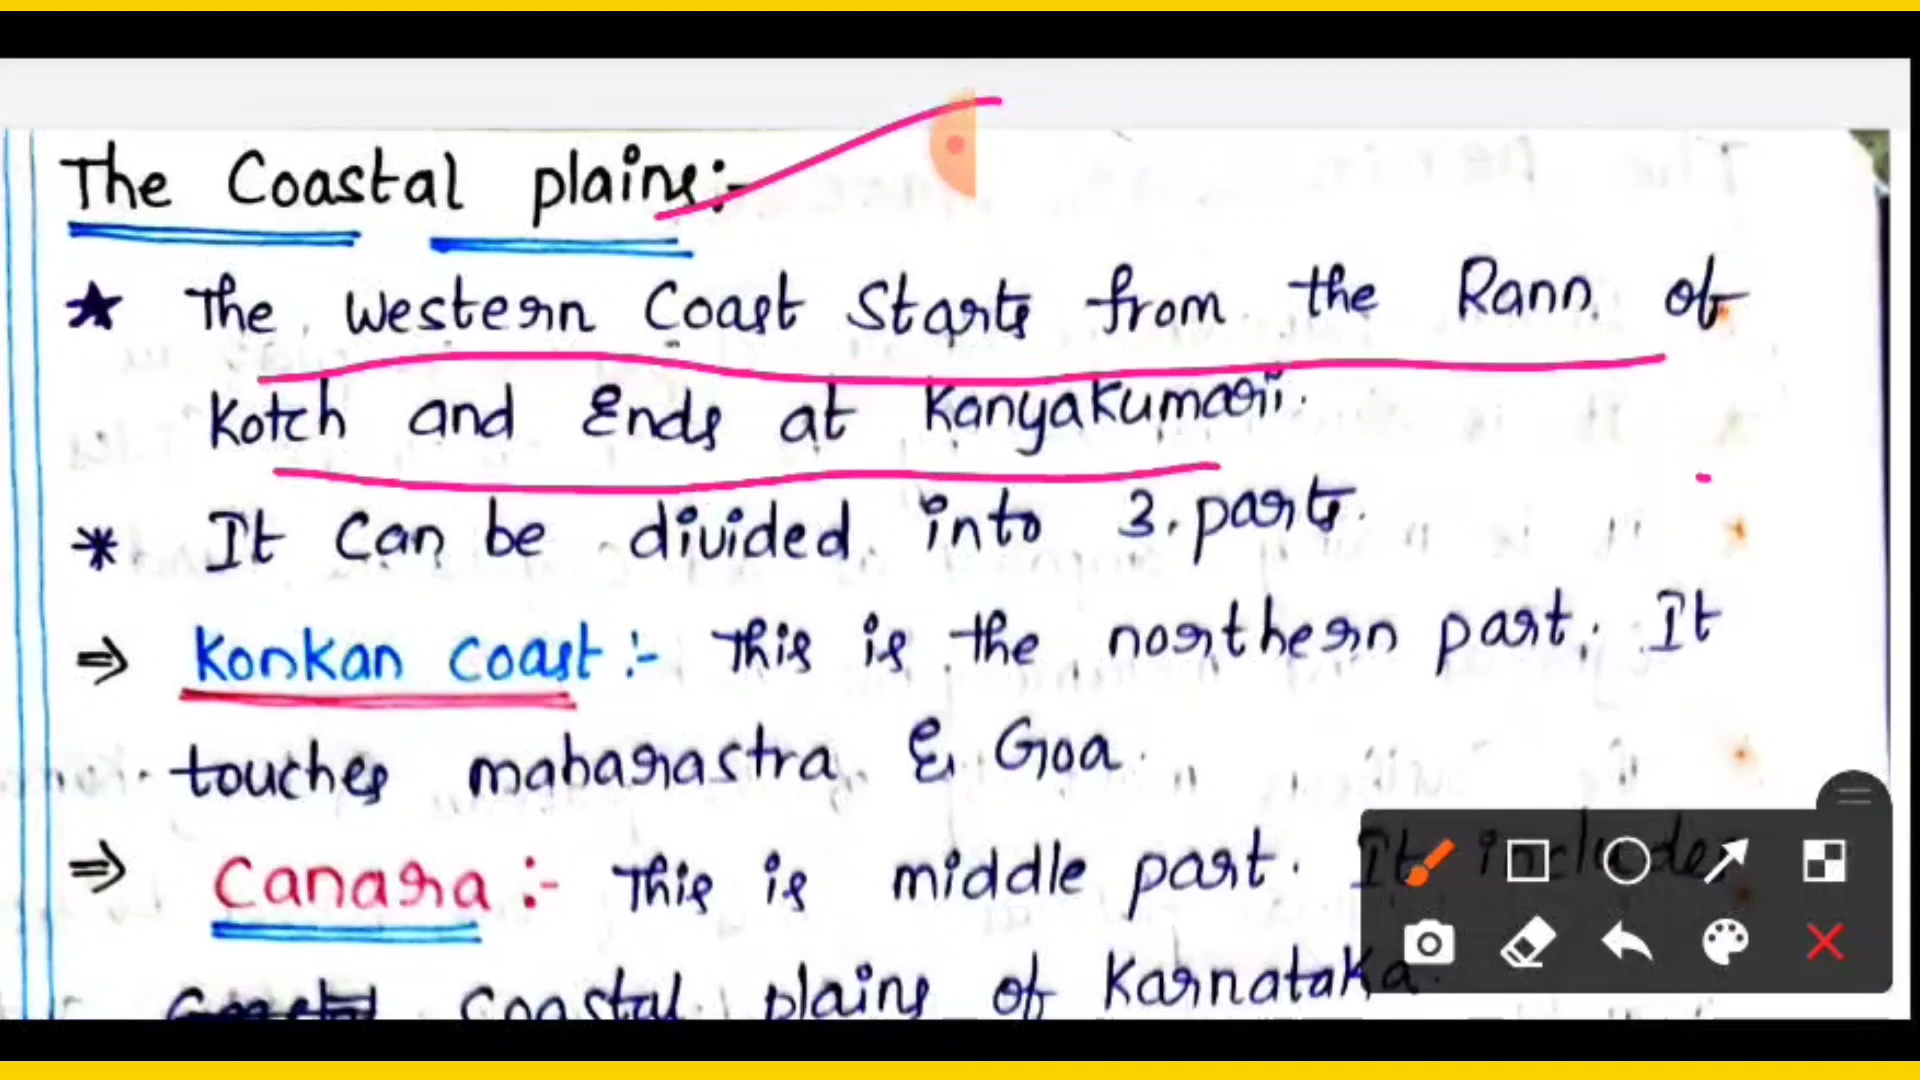 The Coastal plains:-
★ The Western Coast Starts from the Rann of
Kotch and Ends at Kanyakumari.
* It Can be divided into 3 parts.
⇒ Konkan coast :- This is the northern part. It
touches maharastra & Goa.
⇒ Canara :- This is middle part. It includes
Coastal plains of Karnataka.